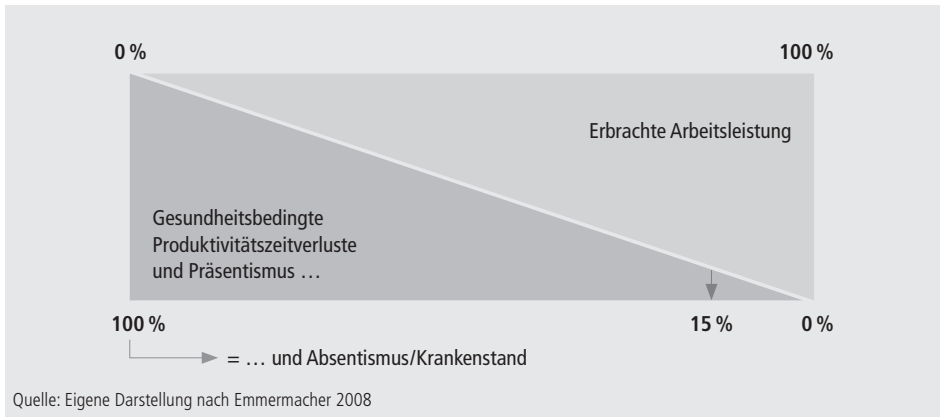 0 %
100 %
Erbrachte Arbeitsleistung
Gesundheitsbedingte
Produktivitätszeitverluste
und Präsentismus …
100 %
15 %
0 %
= … und Absentismus/Krankenstand
Quelle: Eigene Darstellung nach Emmermacher 2008